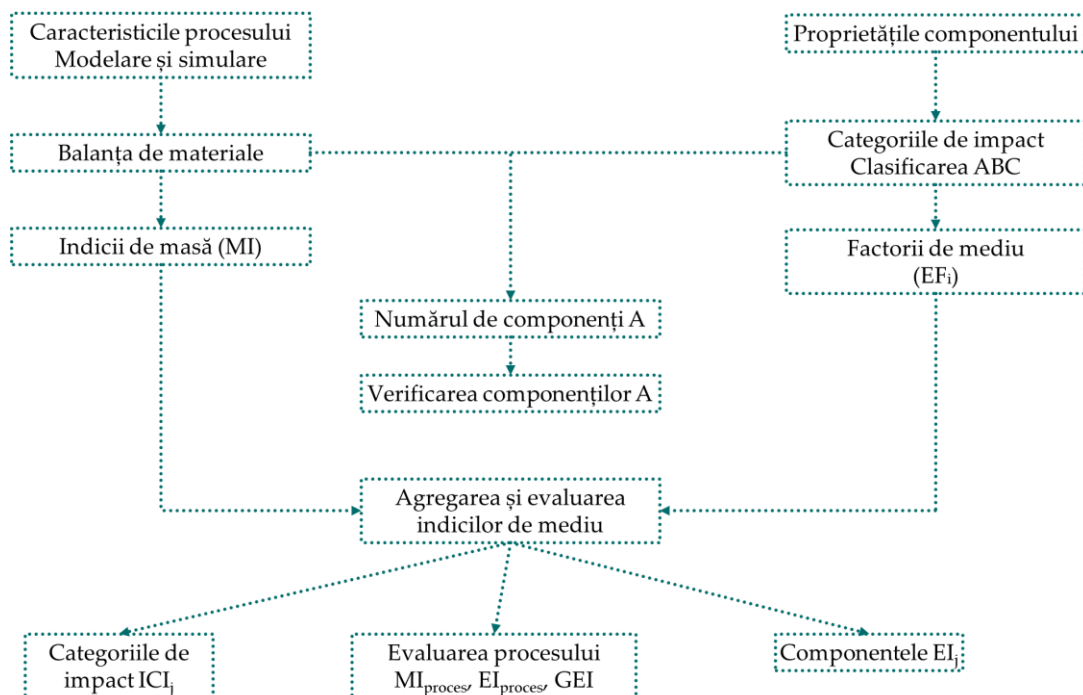 Caracteristicile procesului
Modelare și simulare
Proprietățile componentului
Balanța de materiale
Categoriile de impact
Clasificarea ABC
Indicii de masă (MI)
Factorii de mediu
(EFᵢ)
Numărul de componenți A
Verificarea componenților A
Agregarea și evaluarea
indicilor de mediu
Categoriile de
impact ICIⱼ
Evaluarea procesului
MIproces, EIproces, GEI
Componentele EIⱼ